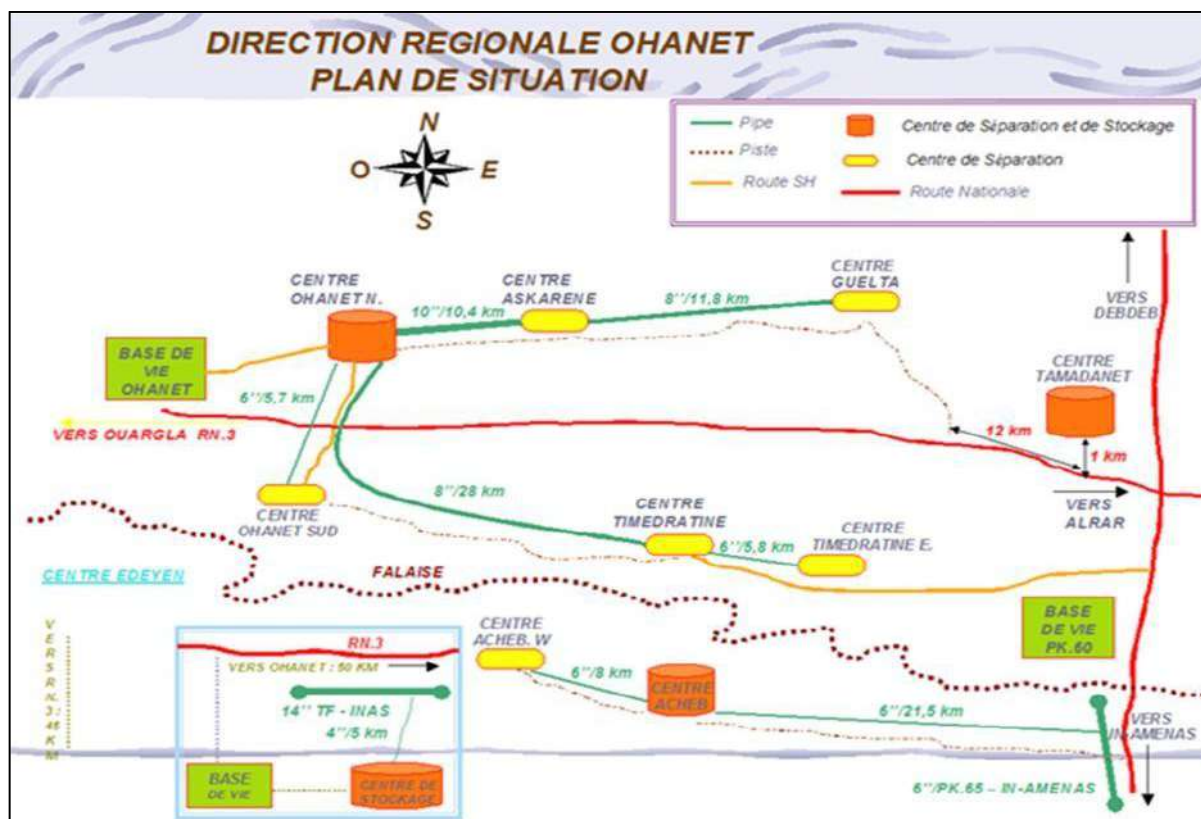 DIRECTION REGIONALE OHANET
PLAN DE SITUATION
Pipe
Centre de Séparation et de Stockage
Piste
Centre de Séparation
Route SH
Route Nationale
N
O
E
S
CENTRE
OHANET N.
CENTRE
ASKARENE
CENTRE
GUELTA
VERS
DEBDEB
10''/10,4 km
8''/11,8 km
BASE DE
VIE
OHANET
CENTRE
TAMADANET
6''/5,7 km
VERS OUARGLA RN.3
12 km
1 km
8''/28 km
CENTRE
OHANET SUD
CENTRE
TIMEDRATINE
6''/5,8 km
CENTRE
TIMEDRATINE E.
VERS
ALRAR
CENTRE EDEYEN
FALAISE
BASE
DE VIE
PK.60
VERS RN.3 : 46 KM
RN.3
VERS OHANET : 50 KM
14'' TF - INAS
4''/5 km
BASE
DE VIE
CENTRE DE
STOCKAGE
CENTRE
ACHEB. W
6''/8 km
CENTRE
ACHEB
6''/21,5 km
VERS
IN-AMENAS
6''/PK.65 – IN-AMENAS